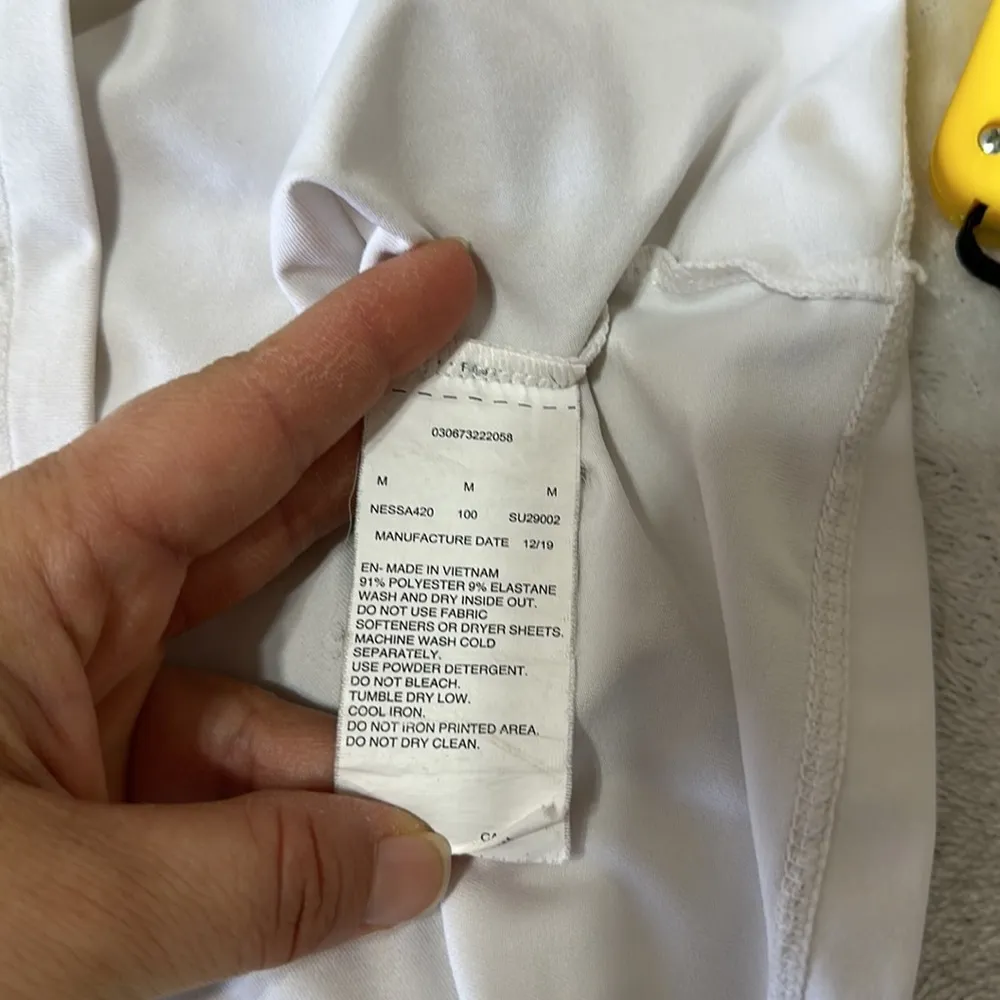 030673222058
M M M
NESSA420 100 SU29002
MANUFACTURE DATE 12/19
EN- MADE IN VIETNAM
91% POLYESTER 9% ELASTANE
WASH AND DRY INSIDE OUT.
DO NOT USE FABRIC
SOFTENERS OR DRYER SHEETS.
MACHINE WASH COLD
SEPARATELY.
USE POWDER DETERGENT.
DO NOT BLEACH.
TUMBLE DRY LOW.
COOL IRON.
DO NOT IRON PRINTED AREA.
DO NOT DRY CLEAN.